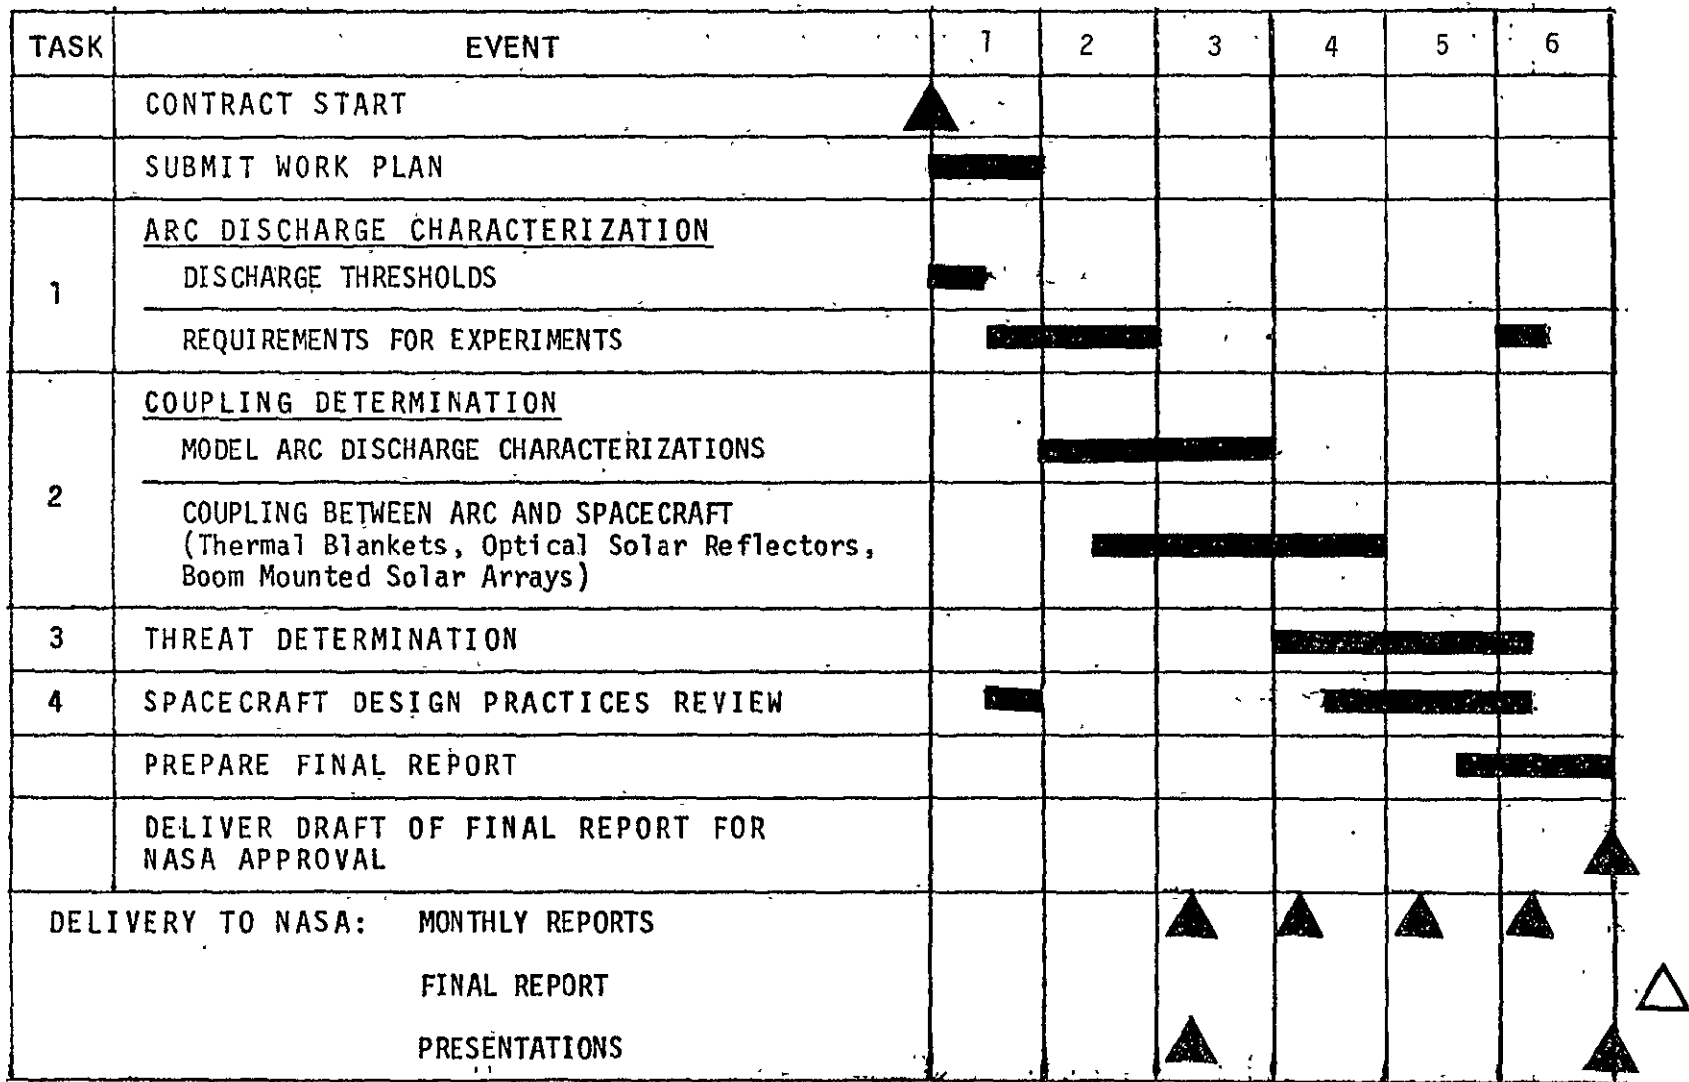 TASK EVENT 1 2 3 4 5 6
CONTRACT START
SUBMIT WORK PLAN
ARC DISCHARGE CHARACTERIZATION
1
DISCHARGE THRESHOLDS
REQUIREMENTS FOR EXPERIMENTS
COUPLING DETERMINATION
MODEL ARC DISCHARGE CHARACTERIZATIONS
2
COUPLING BETWEEN ARC AND SPACECRAFT
(Thermal Blankets, Optical Solar Reflectors,
Boom Mounted Solar Arrays)
3 THREAT DETERMINATION
4 SPACECRAFT DESIGN PRACTICES REVIEW
PREPARE FINAL REPORT
DELIVER DRAFT OF FINAL REPORT FOR
NASA APPROVAL
DELIVERY TO NASA: MONTHLY REPORTS
FINAL REPORT
PRESENTATIONS